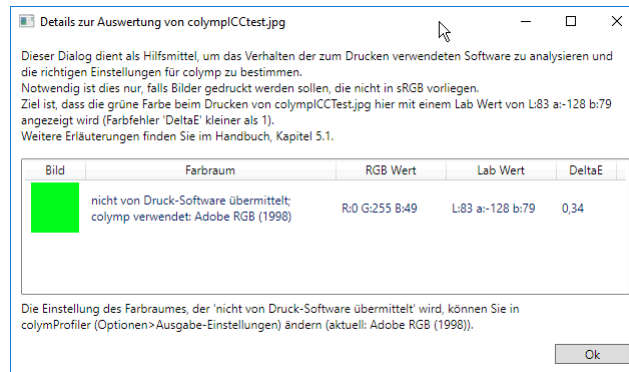 Details zur Auswertung von colympICCtest.jpg
Dieser Dialog dient als Hilfsmittel, um das Verhalten der zum Drucken verwendeten Software zu analysieren und
die richtigen Einstellungen für colymp zu bestimmen.
Notwendig ist dies nur, falls Bilder gedruckt werden sollen, die nicht in sRGB vorliegen.
Ziel ist, dass die grüne Farbe beim Drucken von colympICCTest.jpg hier mit einem Lab Wert von L:83 a:-128 b:79
angezeigt wird (Farbfehler 'DeltaE' kleiner als 1).
Weitere Erläuterungen finden Sie im Handbuch, Kapitel 5.1.
Bild Farbraum RGB Wert Lab Wert DeltaE
nicht von Druck-Software übermittelt;
colymp verwendet: Adobe RGB (1998)
R:0 G:255 B:49 L:83 a:-128 b:79 0,34
Die Einstellung des Farbraumes, der 'nicht von Druck-Software übermittelt' wird, können Sie in
colymProfiler (Optionen>Ausgabe-Einstellungen) ändern (aktuell: Adobe RGB (1998)).
Ok